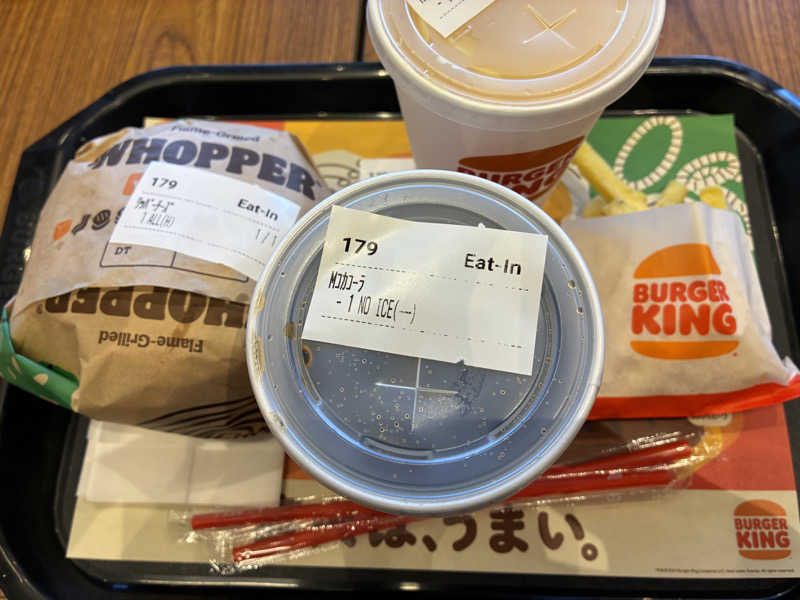 Flame-Grilled
WHOPPER
179
Eat-In
1 ALL(H)
1/1
DT
WHOPPER
Flame-Grilled
BURGER
KING
179
Eat-In
Mコカコーラ
- 1 NO ICE(---)
BURGER
KING
は、うまい。
BURGER
KING